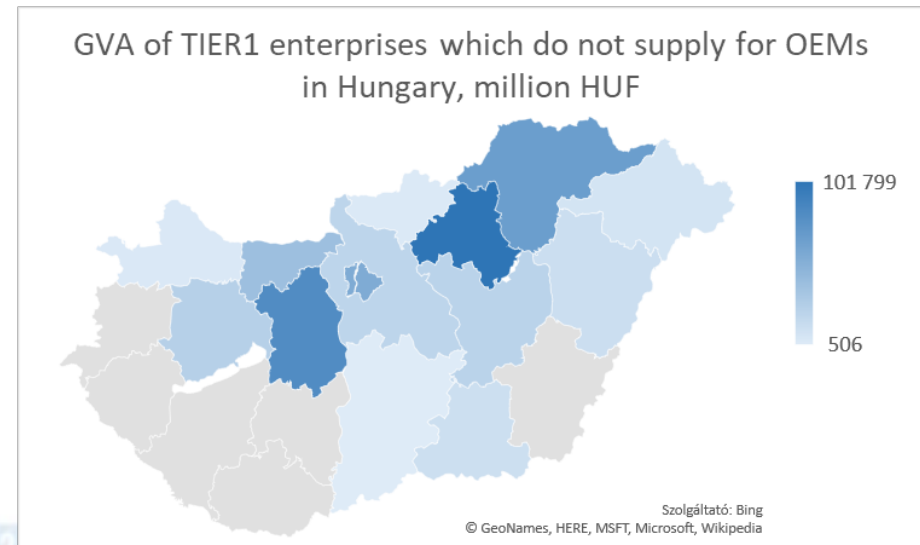 GVA of TIER1 enterprises which do not supply for OEMs
in Hungary, million HUF
101 799
506
Szolgáltató: Bing
© GeoNames, HERE, MSFT, Microsoft, Wikipedia